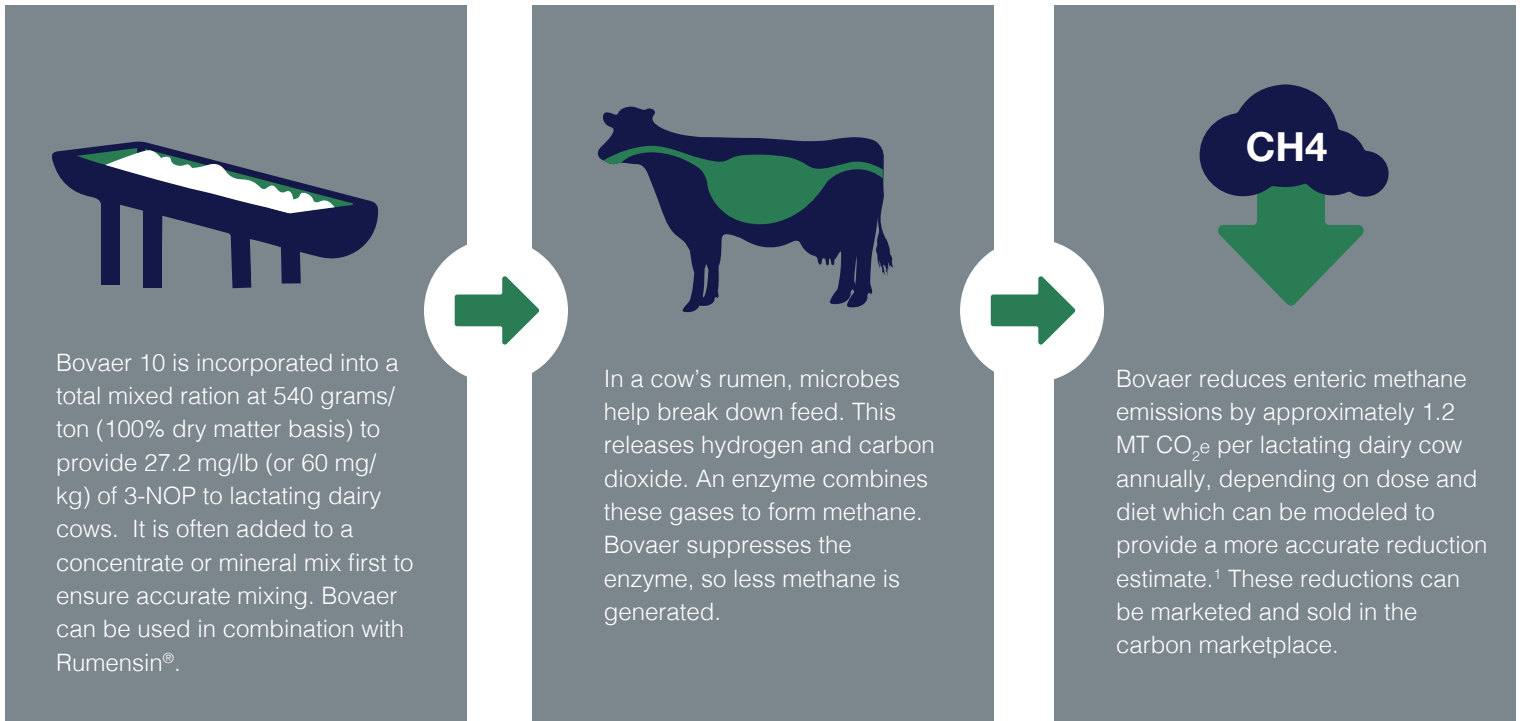 Bovaer 10 is incorporated into a
total mixed ration at 540 grams/
ton (100% dry matter basis) to
provide 27.2 mg/lb (or 60 mg/
kg) of 3-NOP to lactating dairy
cows.  It is often added to a
concentrate or mineral mix first to
ensure accurate mixing. Bovaer
can be used in combination with
Rumensin®.
In a cow’s rumen, microbes
help break down feed. This
releases hydrogen and carbon
dioxide. An enzyme combines
these gases to form methane.
Bovaer suppresses the
enzyme, so less methane is
generated.
CH4
Bovaer reduces enteric methane
emissions by approximately 1.2
MT CO₂e per lactating dairy cow
annually, depending on dose and
diet which can be modeled to
provide a more accurate reduction
estimate.¹ These reductions can
be marketed and sold in the
carbon marketplace.